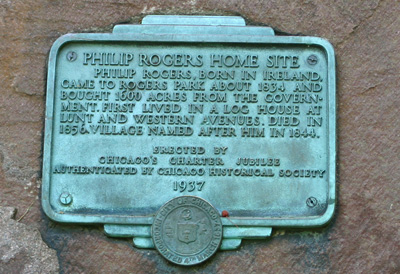 PHILIP ROGERS HOME SITE
PHILIP ROGERS, BORN IN IRELAND,
CAME TO ROGERS PARK ABOUT 1834 AND
BOUGHT 1600 ACRES FROM THE GOVERN-
MENT. FIRST LIVED IN A LOG HOUSE AT
LUNT AND WESTERN AVENUES. DIED IN
1856. VILLAGE NAMED AFTER HIM IN 1844.
ERECTED BY
CHICAGO'S CHARTER JUBILEE
AUTHENTICATED BY CHICAGO HISTORICAL SOCIETY
1937